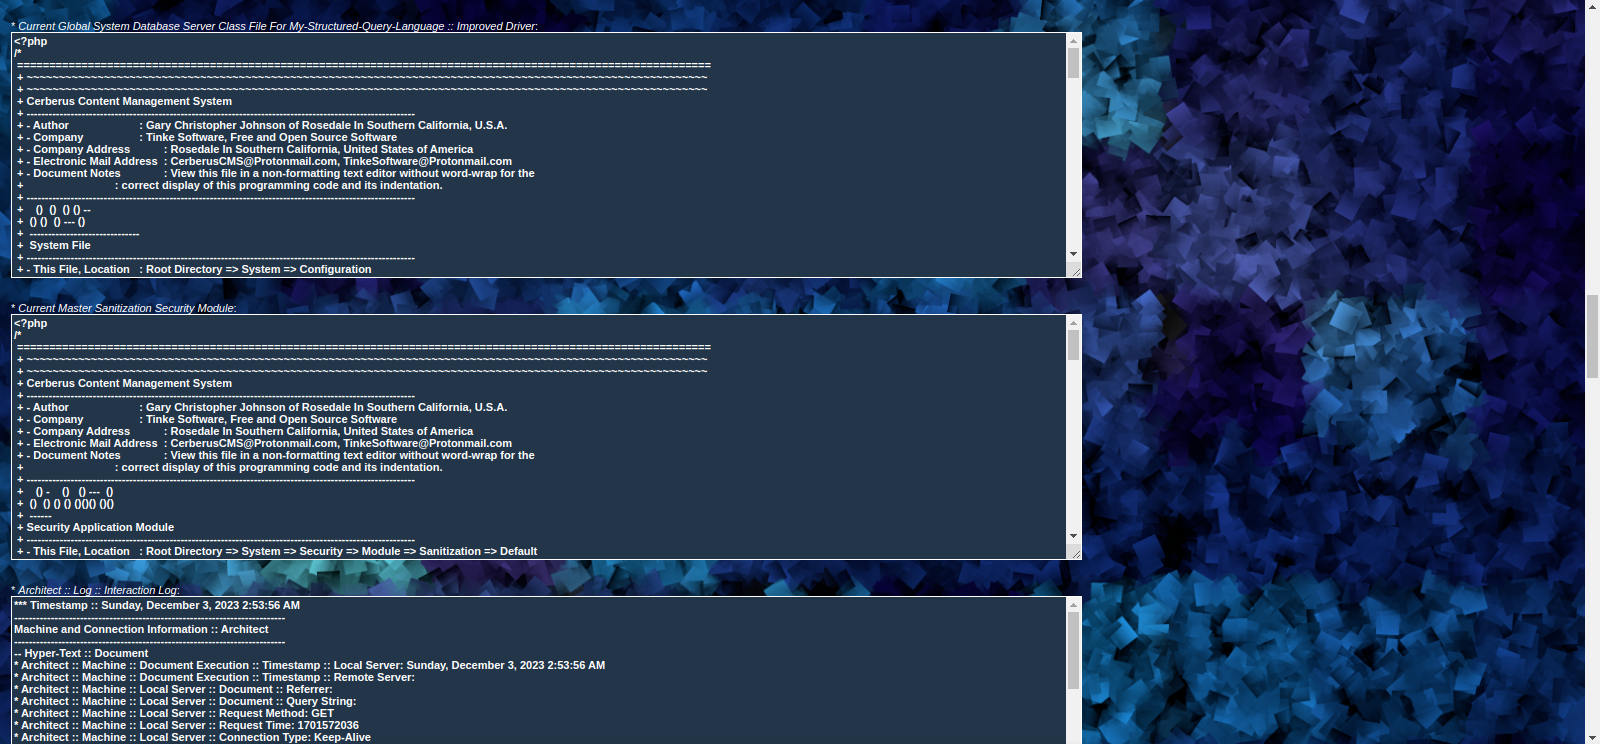 * Current Global System Database Server Class File For My-Structured-Query-Language :: Improved Driver:
<?php
/*
=================================================================================================================
+ ~~~~~~~~~~~~~~~~~~~~~~~~~~~~~~~~~~~~~~~~~~~~~~~~~~~~~~~~~~~~~~~~~~~~~~~~~~~~~~~~~~~~~~~~~~~~~~~~~~~~~~~~~~~~
+ ~~~~~~~~~~~~~~~~~~~~~~~~~~~~~~~~~~~~~~~~~~~~~~~~~~~~~~~~~~~~~~~~~~~~~~~~~~~~~~~~~~~~~~~~~~~~~~~~~~~~~~~~~~~~
+ Cerberus Content Management System
+ ----------------------------------------------------------------------------------------------------------
+ - Author : Gary Christopher Johnson of Rosedale In Southern California, U.S.A.
+ - Company : Tinke Software, Free and Open Source Software
+ - Company Address : Rosedale In Southern California, United States of America
+ - Electronic Mail Address : CerberusCMS@Protonmail.com, TinkeSoftware@Protonmail.com
+ - Document Notes : View this file in a non-formatting text editor without word-wrap for the
+ : correct display of this programming code and its indentation.
+ ----------------------------------------------------------------------------------------------------------
+ () () () () --
+ () () () --- ()
+ ------------------------------
+ System File
+ ----------------------------------------------------------------------------------------------------------
+ - This File, Location : Root Directory => System => Configuration
* Current Master Sanitization Security Module:
<?php
/*
=================================================================================================================
+ ~~~~~~~~~~~~~~~~~~~~~~~~~~~~~~~~~~~~~~~~~~~~~~~~~~~~~~~~~~~~~~~~~~~~~~~~~~~~~~~~~~~~~~~~~~~~~~~~~~~~~~~~~~~~
+ ~~~~~~~~~~~~~~~~~~~~~~~~~~~~~~~~~~~~~~~~~~~~~~~~~~~~~~~~~~~~~~~~~~~~~~~~~~~~~~~~~~~~~~~~~~~~~~~~~~~~~~~~~~~~
+ Cerberus Content Management System
+ ----------------------------------------------------------------------------------------------------------
+ - Author : Gary Christopher Johnson of Rosedale In Southern California, U.S.A.
+ - Company : Tinke Software, Free and Open Source Software
+ - Company Address : Rosedale In Southern California, United States of America
+ - Electronic Mail Address : CerberusCMS@Protonmail.com, TinkeSoftware@Protonmail.com
+ - Document Notes : View this file in a non-formatting text editor without word-wrap for the
+ : correct display of this programming code and its indentation.
+ ----------------------------------------------------------------------------------------------------------
+ () - () () --- ()
+ () () () () ()()() ()()
+ ------
+ Security Application Module
+ ----------------------------------------------------------------------------------------------------------
+ - This File, Location : Root Directory => System => Security => Module => Sanitization => Default
* Architect :: Log :: Interaction Log:
*** Timestamp :: Sunday, December 3, 2023 2:53:56 AM
--------------------------------------------------------------------------
Machine and Connection Information :: Architect
--------------------------------------------------------------------------
-- Hyper-Text :: Document
* Architect :: Machine :: Document Execution :: Timestamp :: Local Server: Sunday, December 3, 2023 2:53:56 AM
* Architect :: Machine :: Document Execution :: Timestamp :: Remote Server:
* Architect :: Machine :: Local Server :: Document :: Referrer:
* Architect :: Machine :: Local Server :: Document :: Query String:
* Architect :: Machine :: Local Server :: Request Method: GET
* Architect :: Machine :: Local Server :: Request Time: 1701572036
* Architect :: Machine :: Local Server :: Connection Type: Keep-Alive